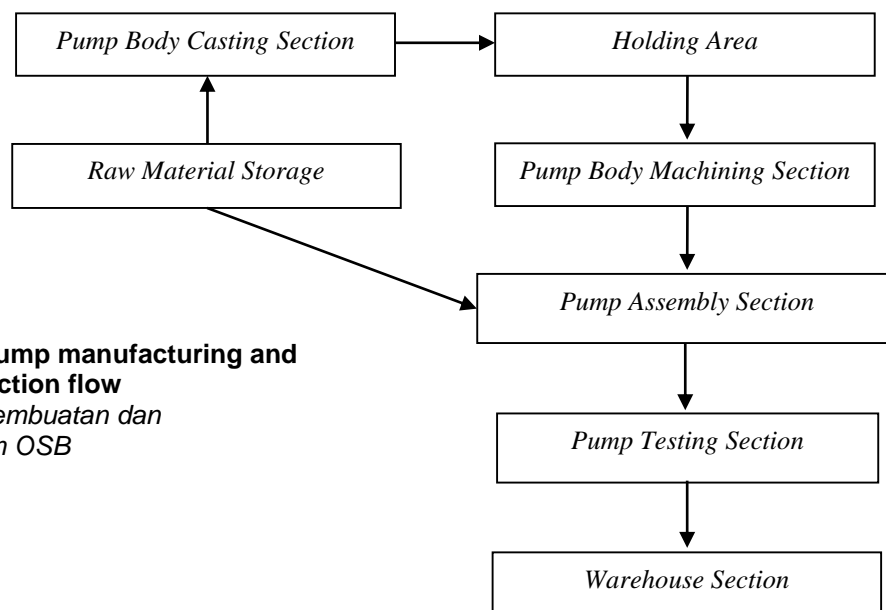 Pump Body Casting Section
Holding Area
Raw Material Storage
Pump Body Machining Section
Pump Assembly Section
ump manufacturing and
ction flow
embuatan dan
n OSB
Pump Testing Section
Warehouse Section